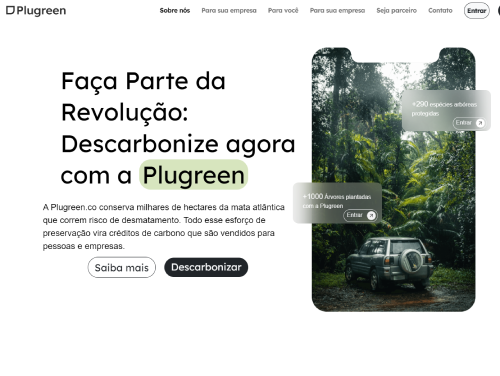 Plugreen
Sobre nós Para sua empresa Para você Para sua empresa Seja parceiro Contato Entrar
Faça Parte da
Revolução:
Descarbonize agora
com a Plugreen
A Plugreen.co conserva milhares de hectares da mata atlântica
que correm risco de desmatamento. Todo esse esforço de
preservação vira créditos de carbono que são vendidos para
pessoas e empresas.
Saiba mais Descarbonizar
+290 espécies arbóreas
protegidas
Entrar
+1000 Árvores plantadas
com a Plugreen
Entrar